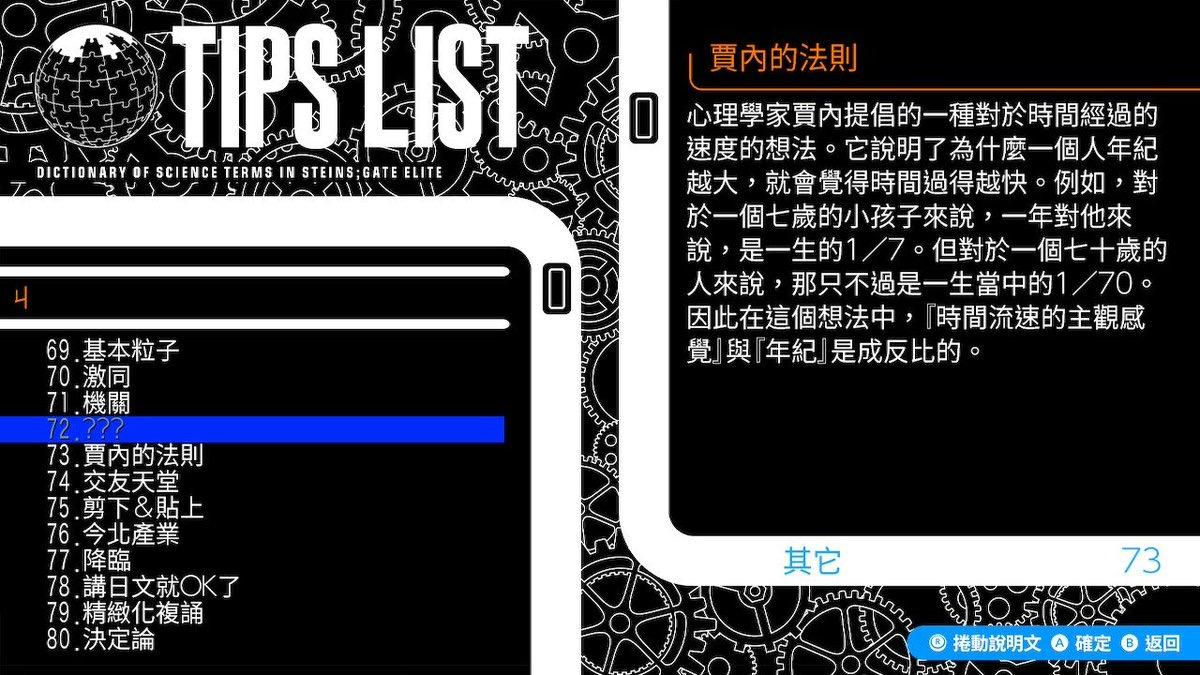 TIPS LIST
DICTIONARY OF SCIENCE TERMS IN STEINS;GATE ELITE
4
69.基本粒子
70.激同
71.機關
72.???
73.賈內的法則
74.交友天堂
75.剪下&貼上
76.今北產業
77.降臨
78.講日文就OK了
79.精緻化複誦
80.決定論
賈內的法則
心理學家賈內提倡的一種對於時間經過的
速度的想法。它說明了為什麼一個人年紀
越大，就會覺得時間過得越快。例如，對
於一個七歲的小孩子來說，一年對他來
說，是一生的1／7。但對於一個七十歲的
人來說，那只不過是一生當中的1／70。
因此在這個想法中，『時間流速的主觀感
覺』與『年紀』是成反比的。
其它 73
R 捲動說明文 A 確定 B 返回